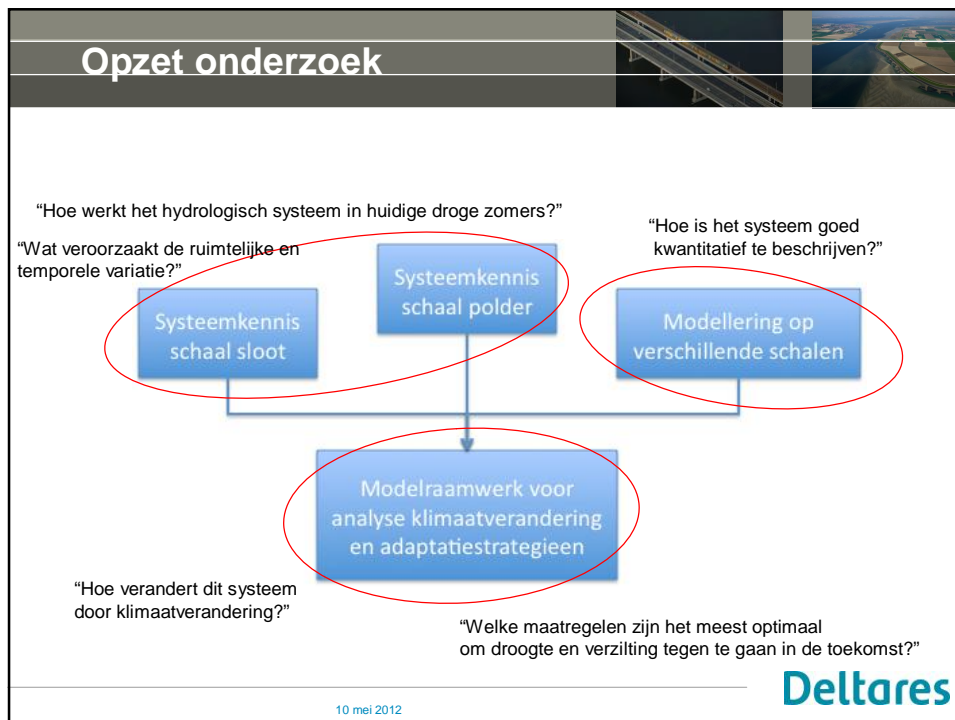 Opzet onderzoek
“Hoe werkt het hydrologisch systeem in huidige droge zomers?”
“Wat veroorzaakt de ruimtelijke en
temporele variatie?”
“Hoe is het systeem goed
kwantitatief te beschrijven?”
Systeemkennis
schaal sloot
Systeemkennis
schaal polder
Modellering op
verschillende schalen
Modelraamwerk voor
analyse klimaatverandering
en adaptatiestrategieen
“Hoe verandert dit systeem
door klimaatverandering?”
“Welke maatregelen zijn het meest optimaal
om droogte en verzilting tegen te gaan in de toekomst?”
10 mei 2012
Deltares